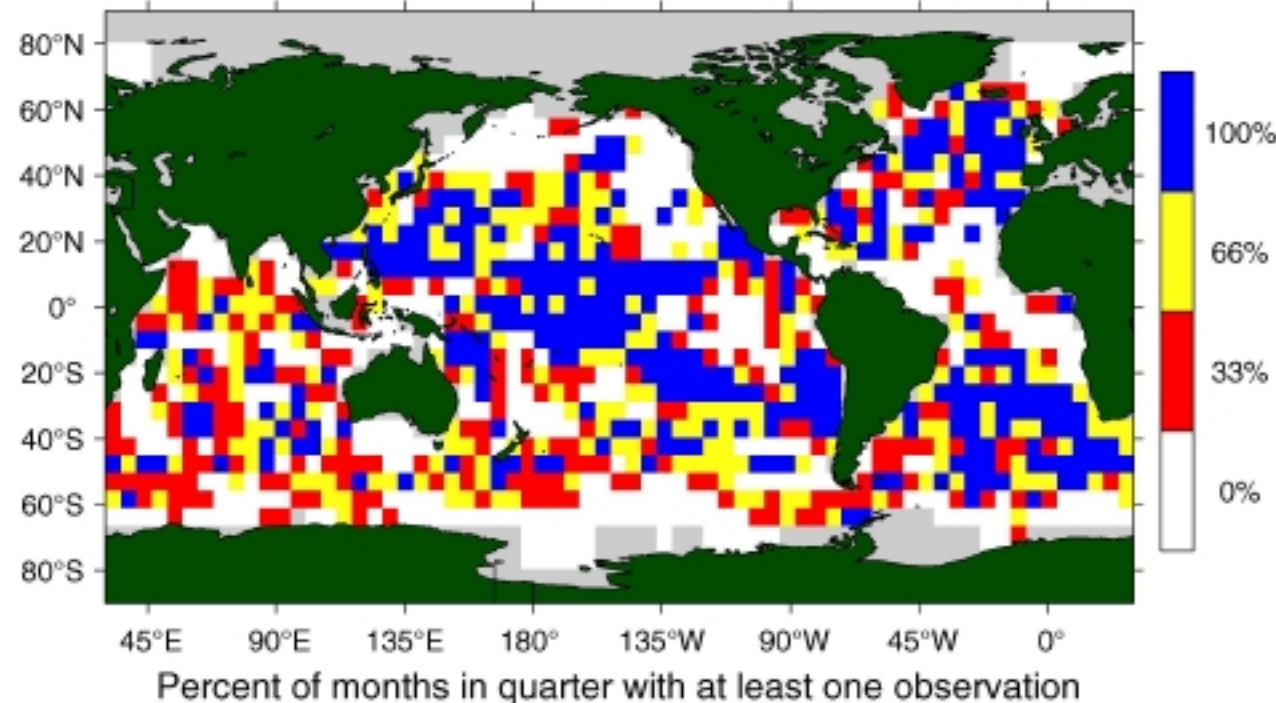 80°N
60°N
40°N
20°N
0°
20°S
40°S
60°S
80°S
45°E 90°E 135°E 180° 135°W 90°W 45°W 0°
100%
66%
33%
0%
Percent of months in quarter with at least one observation